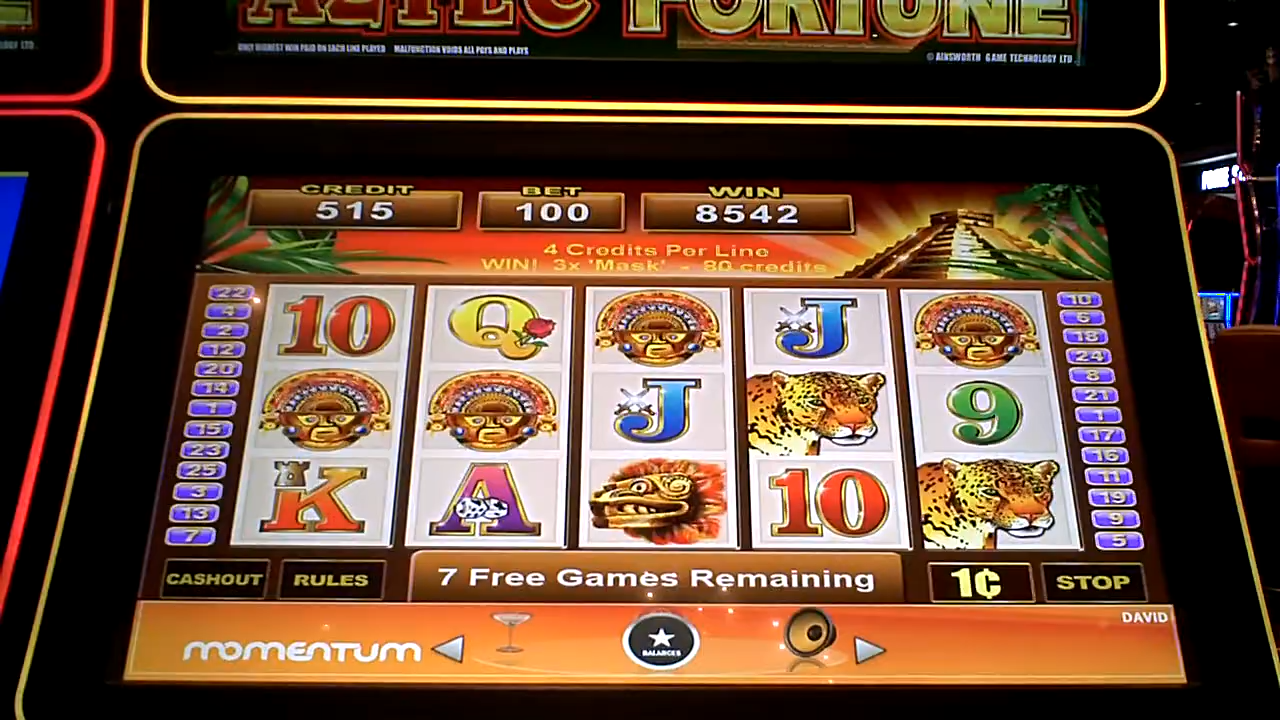 AZTEC FORTUNE
ONLY HIGHEST WIN PAID ON EACH LINE PLAYED MALFUNCTION VOIDS ALL PAYS AND PLAYS
© AINSWORTH GAME TECHNOLOGY LTD
CREDIT BET WIN
515 100 8542
4 Credits Per Line
WIN! 3x 'Mask' - 80 credits
22 10 Q J 10
4 6
2 18
12 24
20 J 9 8
14 21
1 1
15 17
23 16
25 K A 10 11
3 19
13 9
7 5
CASHOUT RULES 7 Free Games Remaining 1¢ STOP
DAVID
momentum BALANCES